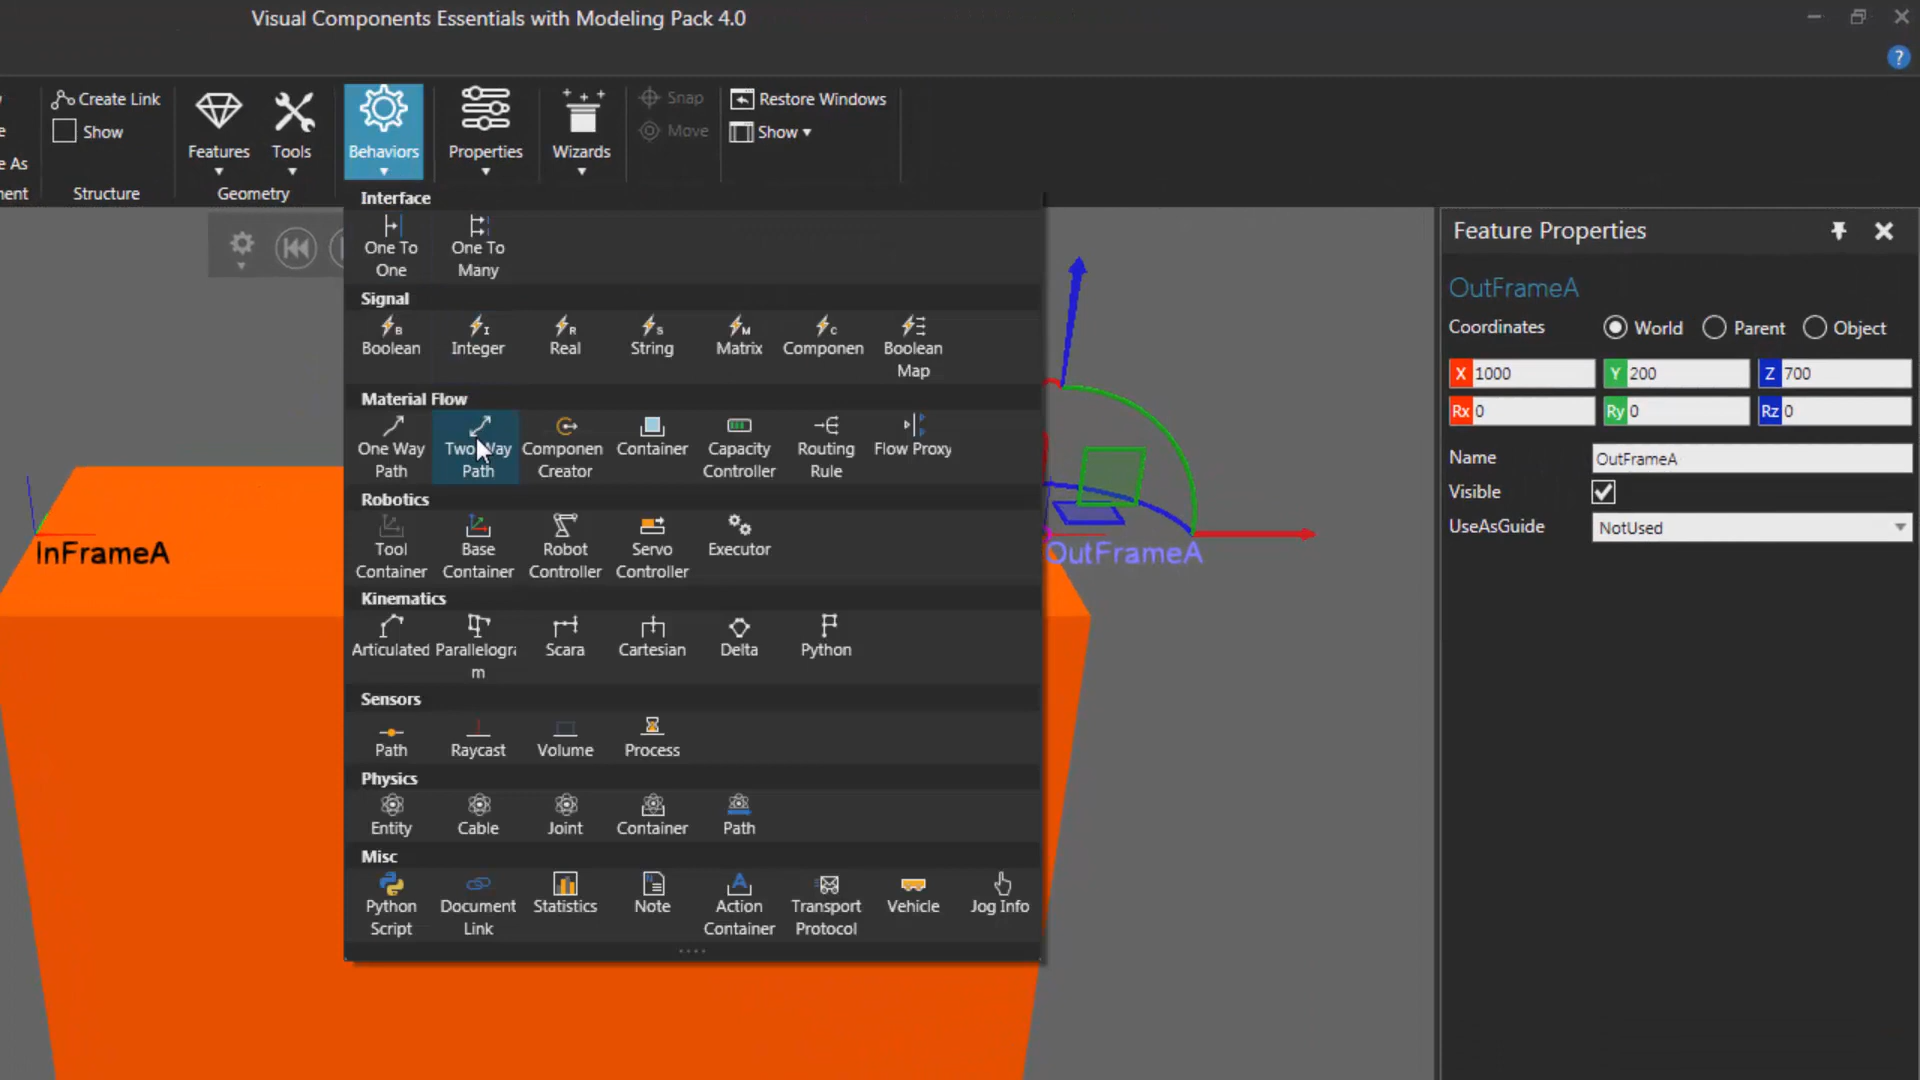 Visual Components Essentials with Modeling Pack 4.0
?
Create Link
Show
e
e As
nent
Structure
Features
Tools
Geometry
Behaviors
Properties
Wizards
Snap
Move
Restore Windows
Show
Interface
One To
One
One To
Many
Signal
B
Boolean
I
Integer
R
Real
S
String
M
Matrix
C
Componen
Boolean
Map
Material Flow
One Way
Path
Two Way
Path
Componen
Creator
Container
Capacity
Controller
Routing
Rule
Flow Proxy
Robotics
Tool
Container
Base
Container
Robot
Controller
Servo
Controller
Executor
Kinematics
Articulated
Parallelogra
m
Scara
Cartesian
Delta
Python
Sensors
Path
Raycast
Volume
Process
Physics
Entity
Cable
Joint
Container
Path
Misc
Python
Script
Document
Link
Statistics
Note
Action
Container
Transport
Protocol
Vehicle
Jog Info
InFrameA
OutFrameA
Feature Properties
OutFrameA
Coordinates World Parent Object
X 1000 Y 200 Z 700
Rx 0 Ry 0 Rz 0
Name OutFrameA
Visible
UseAsGuide NotUsed